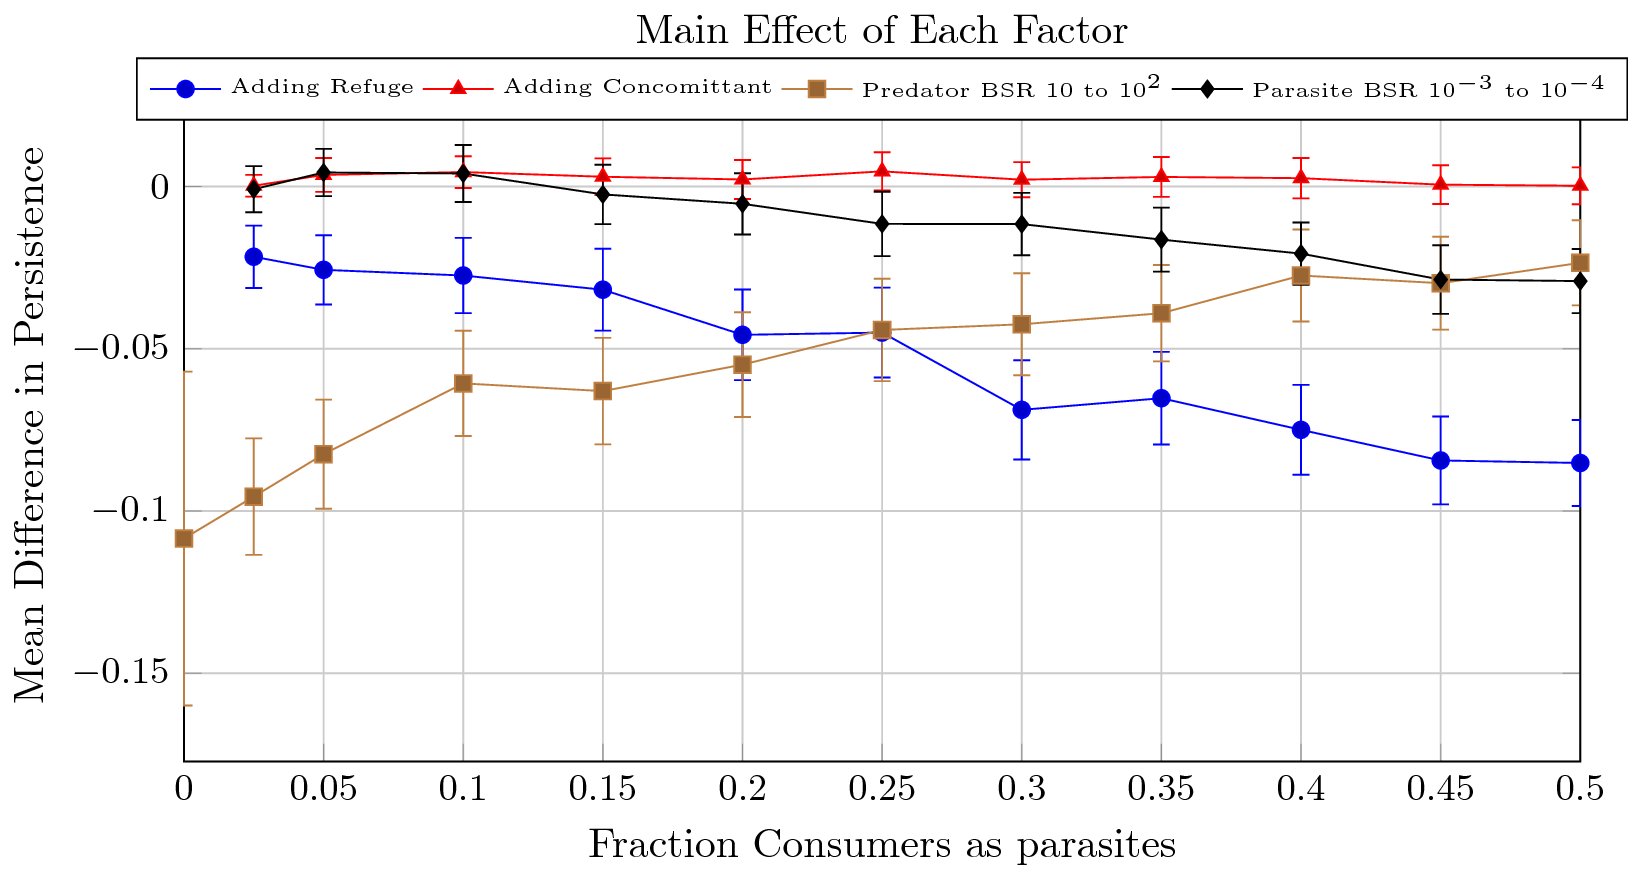 Main Effect of Each Factor
Adding Refuge Adding Concomittant Predator BSR 10 to 10² Parasite BSR 10⁻³ to 10⁻⁴
Mean Difference in Persistence
0
−0.05
−0.1
−0.15
0 0.05 0.1 0.15 0.2 0.25 0.3 0.35 0.4 0.45 0.5
Fraction Consumers as parasites